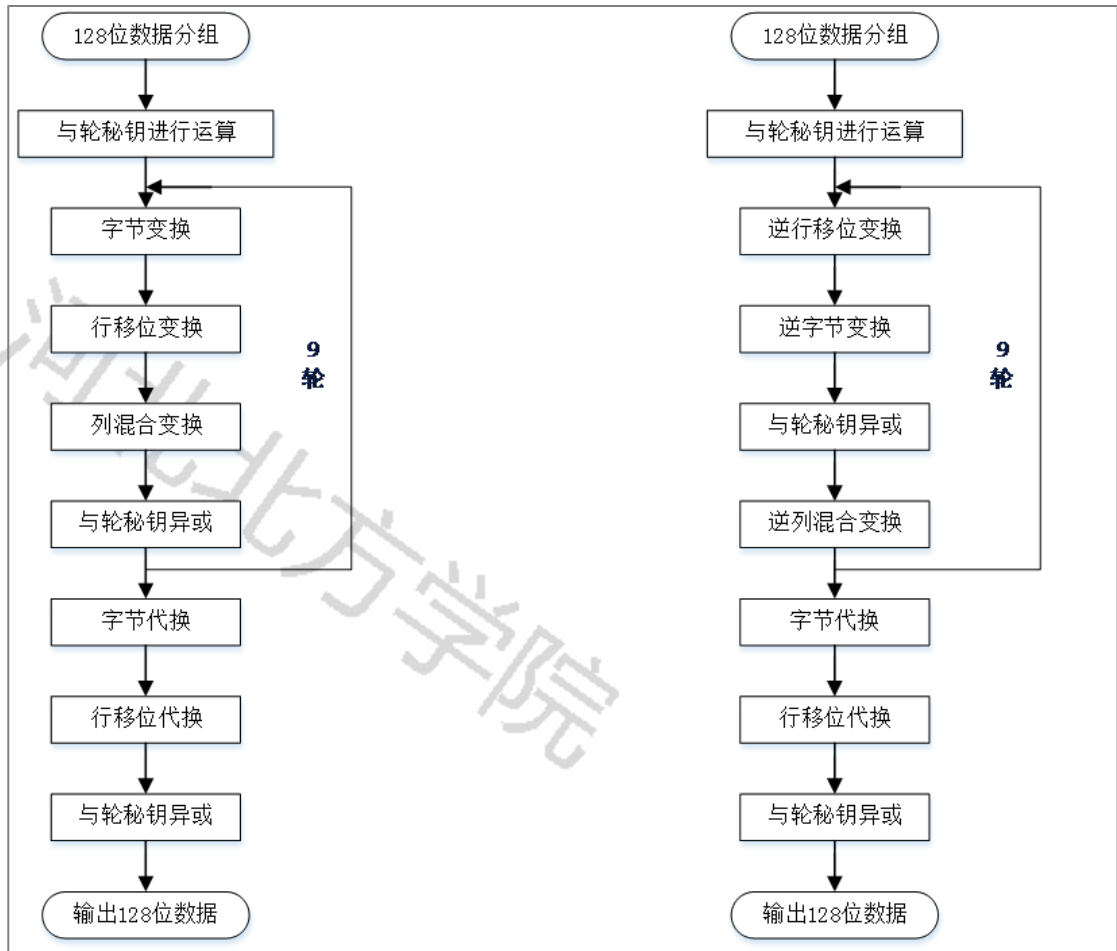 128位数据分组
与轮秘钥进行运算
字节变换
行移位变换
列混合变换
与轮秘钥异或
9
轮
字节代换
行移位代换
与轮秘钥异或
输出128位数据
128位数据分组
与轮秘钥进行运算
逆行移位变换
逆字节变换
与轮秘钥异或
逆列混合变换
9
轮
字节代换
行移位代换
与轮秘钥异或
输出128位数据
河北北方学院